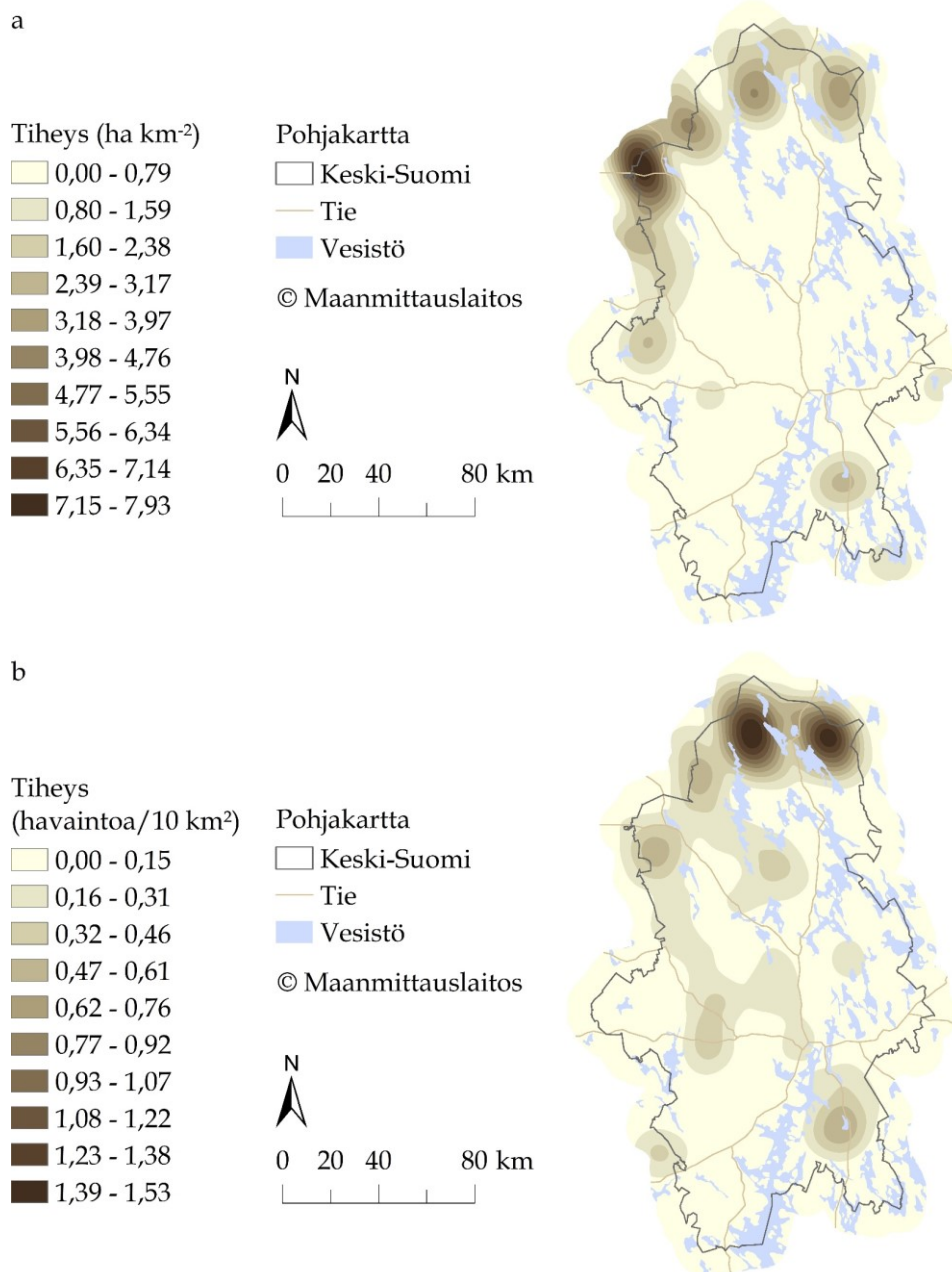 a
Tiheys (ha km⁻²)
0,00 - 0,79
0,80 - 1,59
1,60 - 2,38
2,39 - 3,17
3,18 - 3,97
3,98 - 4,76
4,77 - 5,55
5,56 - 6,34
6,35 - 7,14
7,15 - 7,93
Pohjakartta
Keski-Suomi
Tie
Vesistö
© Maanmittauslaitos
N
0 20 40 80 km
b
Tiheys
(havaintoa/10 km²)
0,00 - 0,15
0,16 - 0,31
0,32 - 0,46
0,47 - 0,61
0,62 - 0,76
0,77 - 0,92
0,93 - 1,07
1,08 - 1,22
1,23 - 1,38
1,39 - 1,53
Pohjakartta
Keski-Suomi
Tie
Vesistö
© Maanmittauslaitos
N
0 20 40 80 km